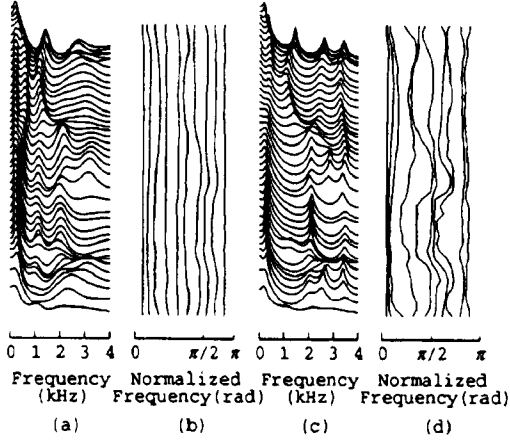 0 1 2 3 4 0 π/2 π 0 1 2 3 4 0 π/2 π
Frequency Normalized Frequency Normalized
(kHz) Frequency(rad) (kHz) Frequency(rad)
(a) (b) (c) (d)